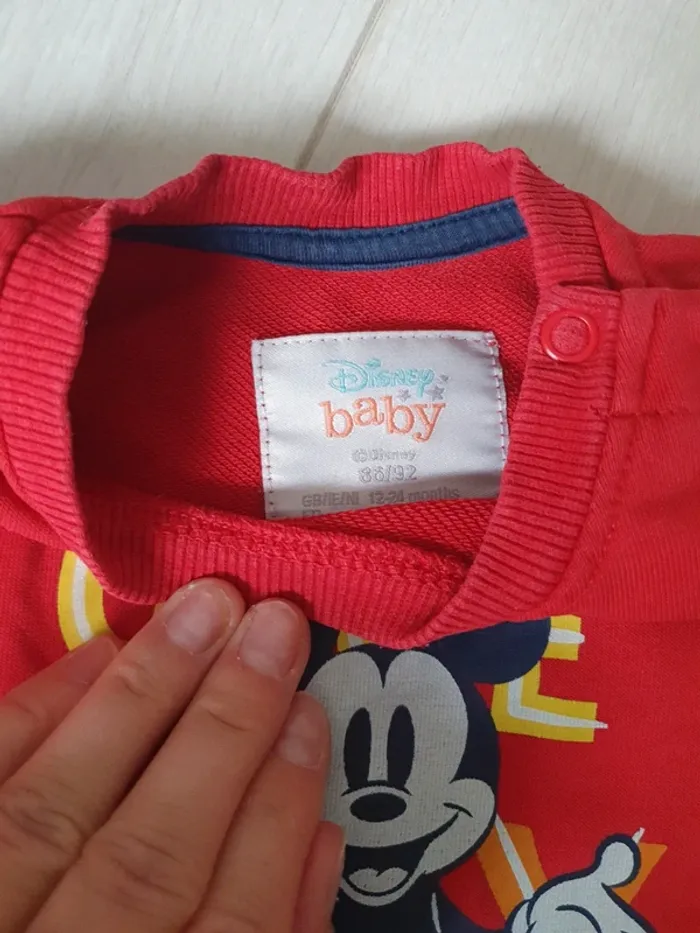 Disney
baby
©Disney
86/92
GB/IE/NI 12-24 months
E